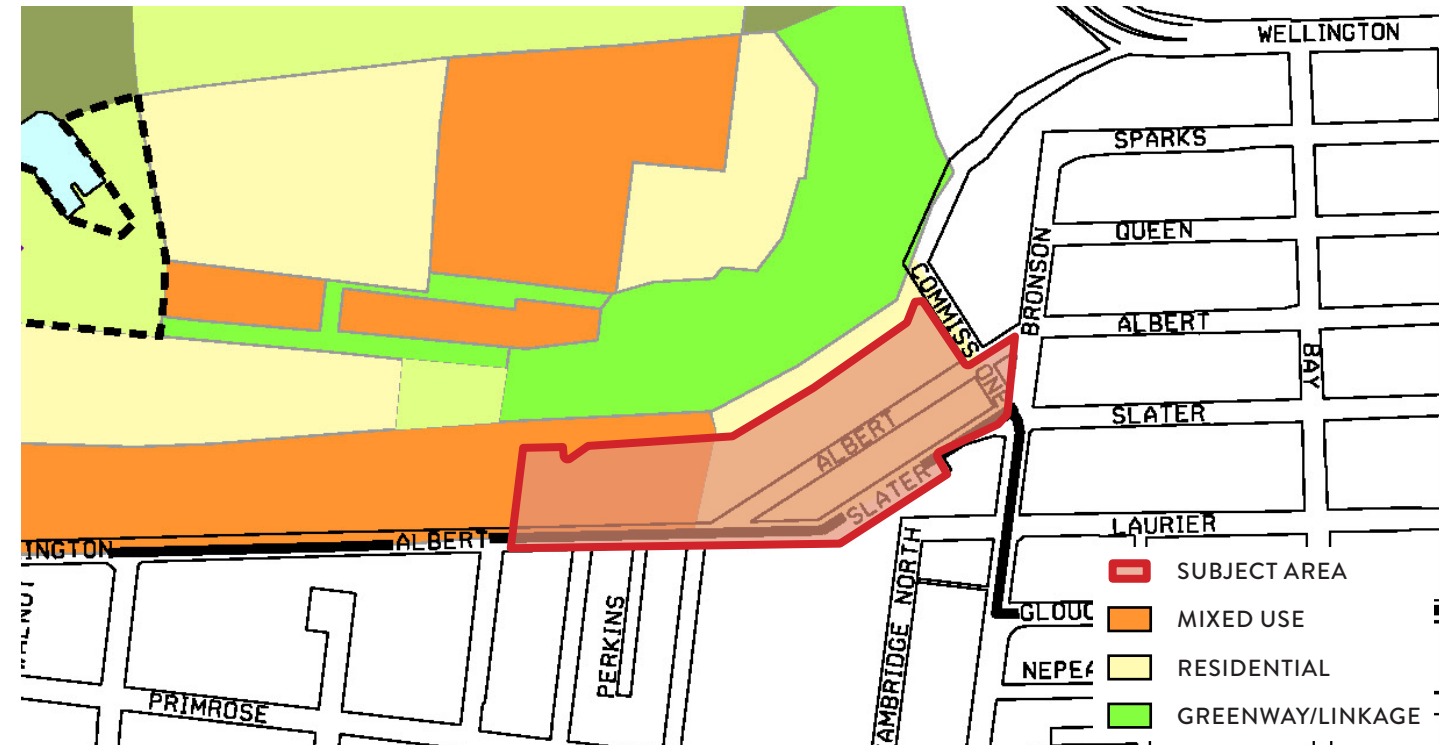 WELLINGTON
SPARKS
QUEEN
BRONSON
COMMISS
ONE
ALBERT
BAY
SLATER
ALBERT
SLATER
LAURIER
INGTON
ALBERT
PERKINS
AMBRIDGE NORTH
GLOUC
NEPEA
PRIMROSE
SUBJECT AREA
MIXED USE
RESIDENTIAL
GREENWAY/LINKAGE